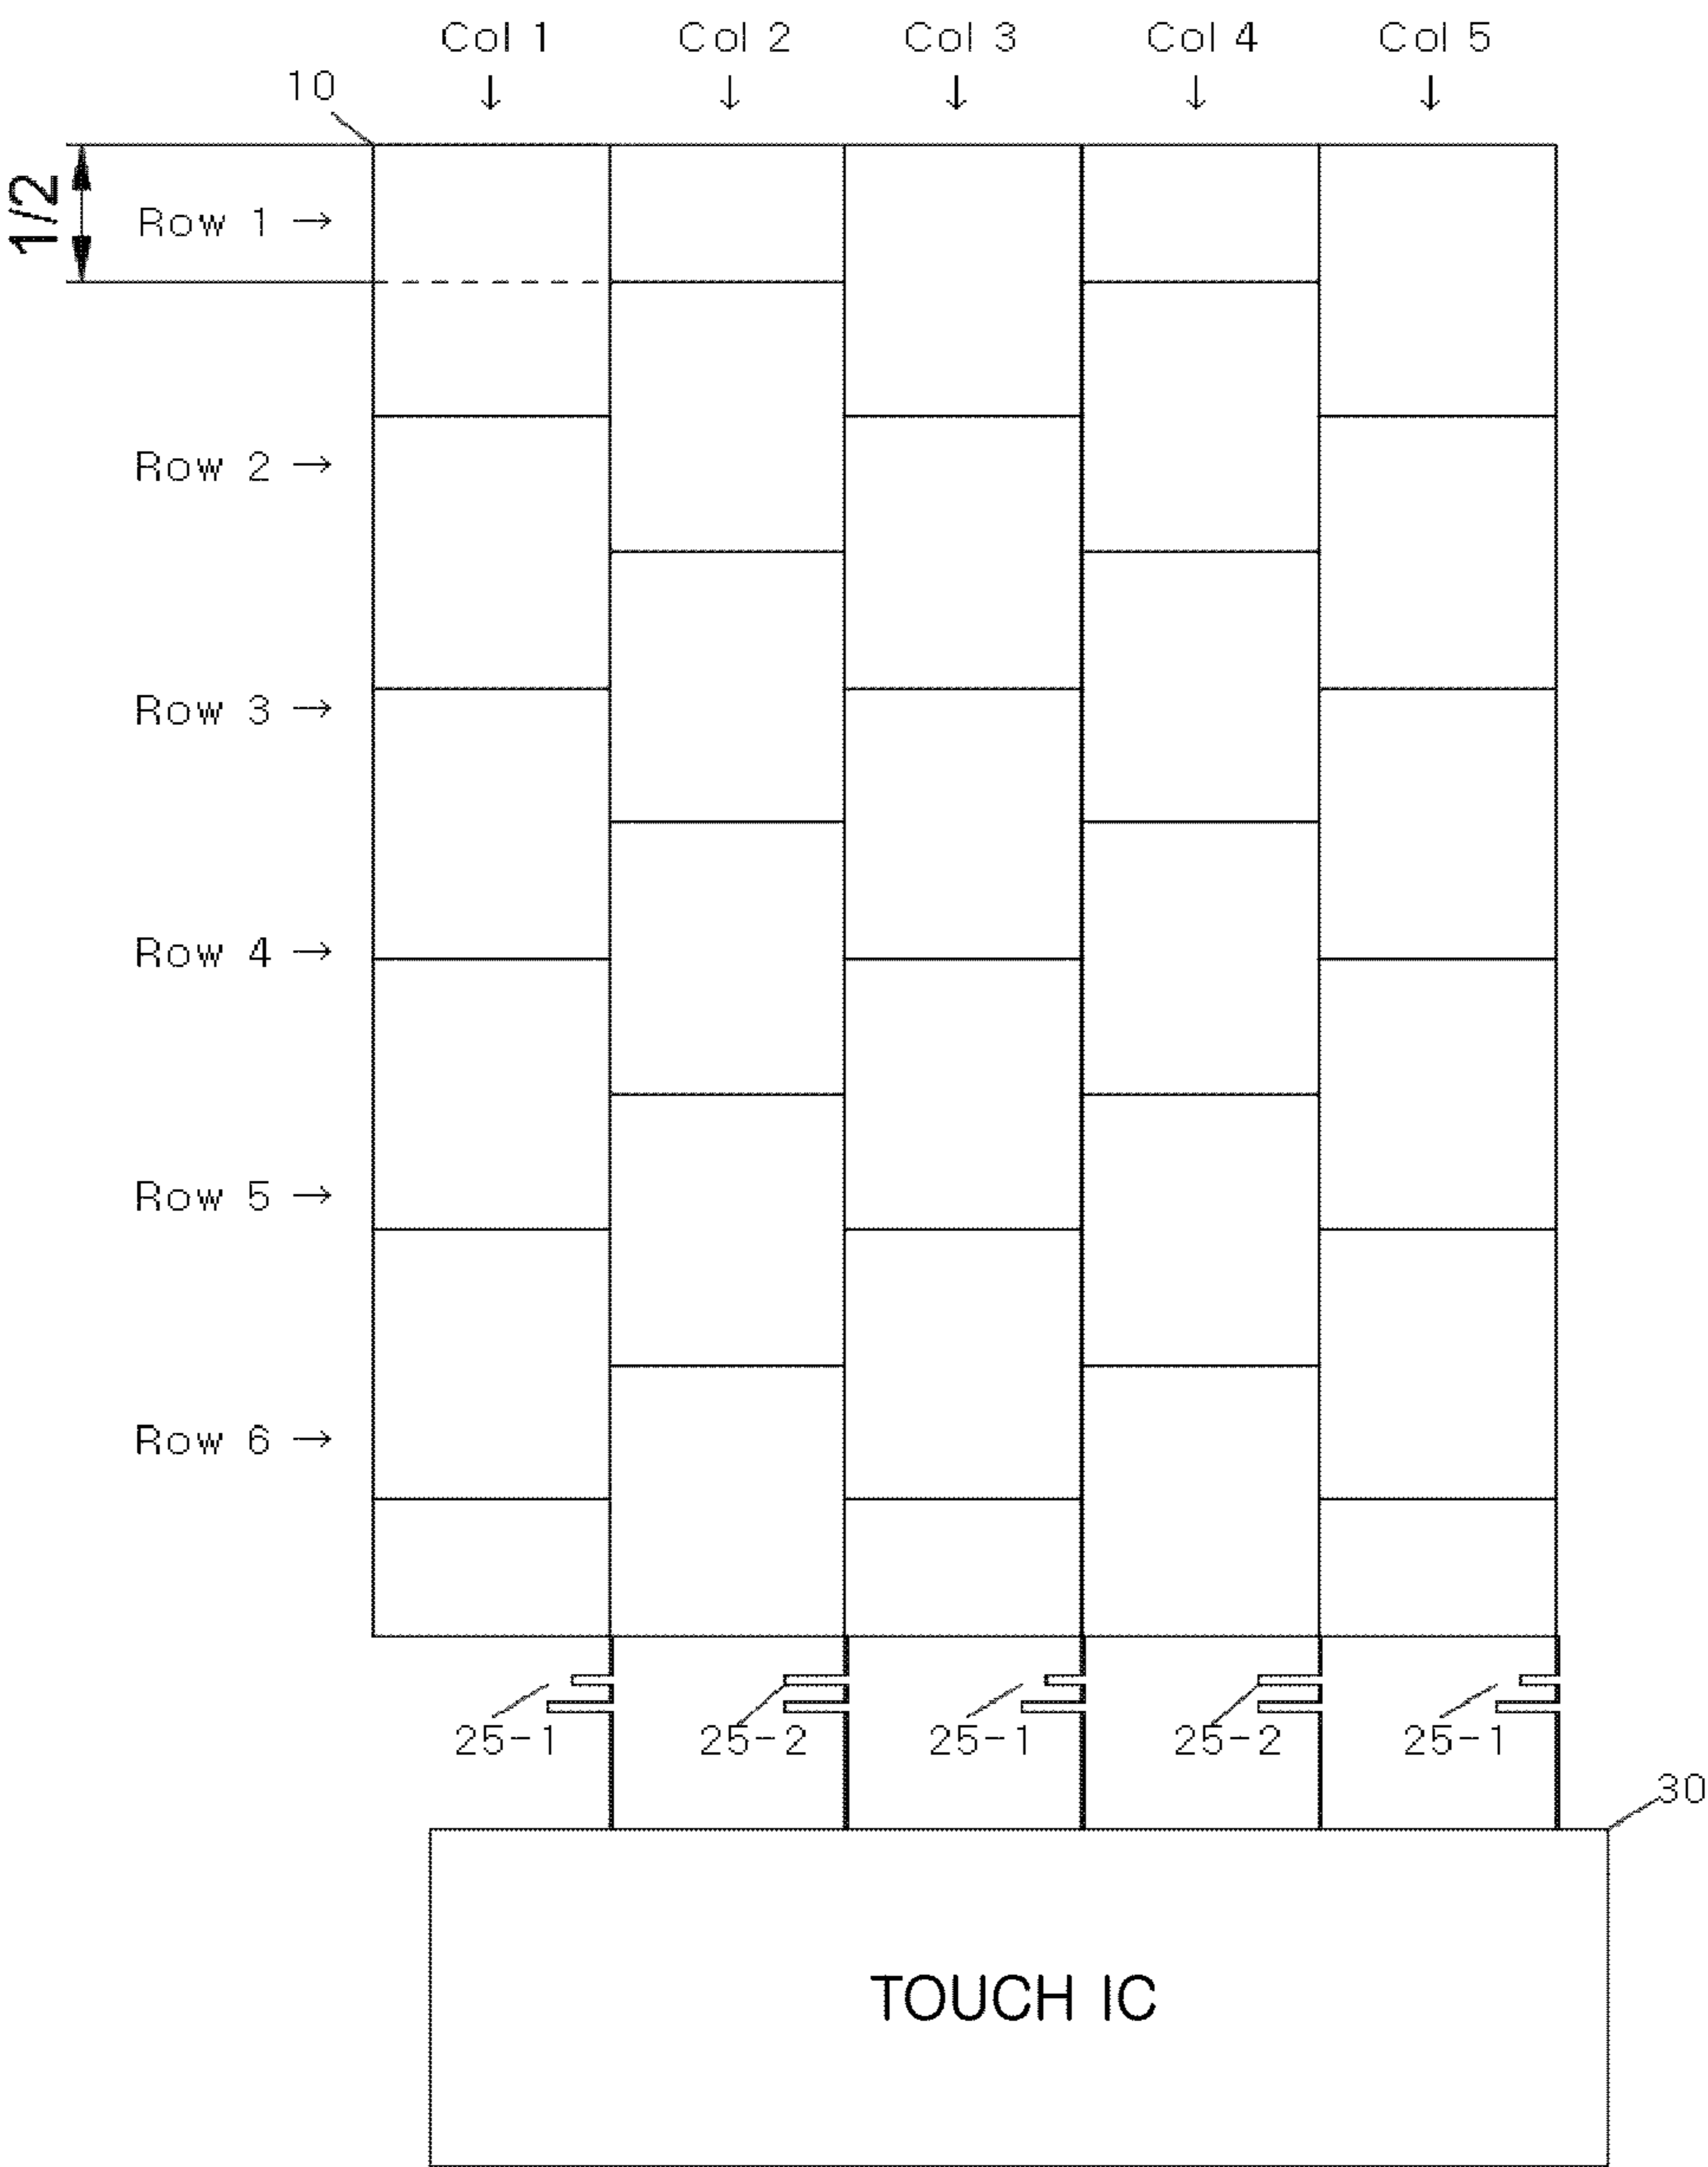 Col 1 Col 2 Col 3 Col 4 Col 5
↓ ↓ ↓ ↓ ↓
10
1/2
Row 1 →
Row 2 →
Row 3 →
Row 4 →
Row 5 →
Row 6 →
25-1 25-2 25-1 25-2 25-1
30
TOUCH IC